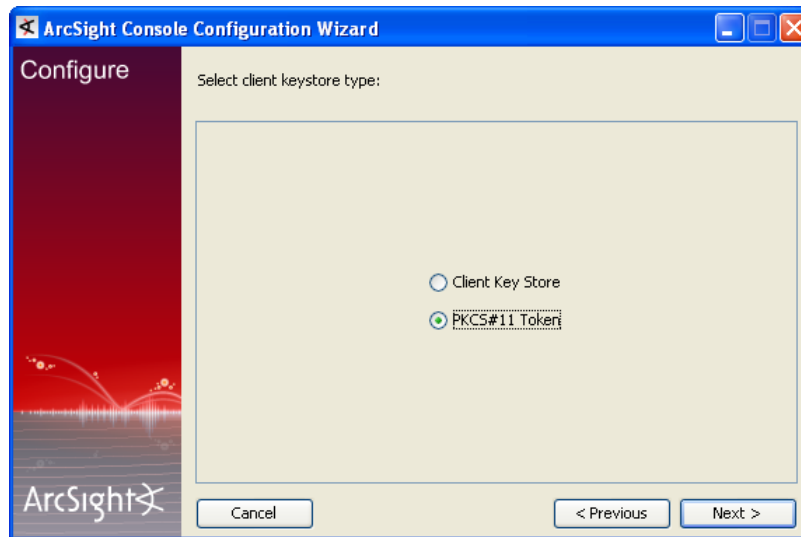 ArcSight Console Configuration Wizard
Configure
Select client keystore type:
Client Key Store
PKCS#11 Token
ArcSight
Cancel
< Previous
Next >